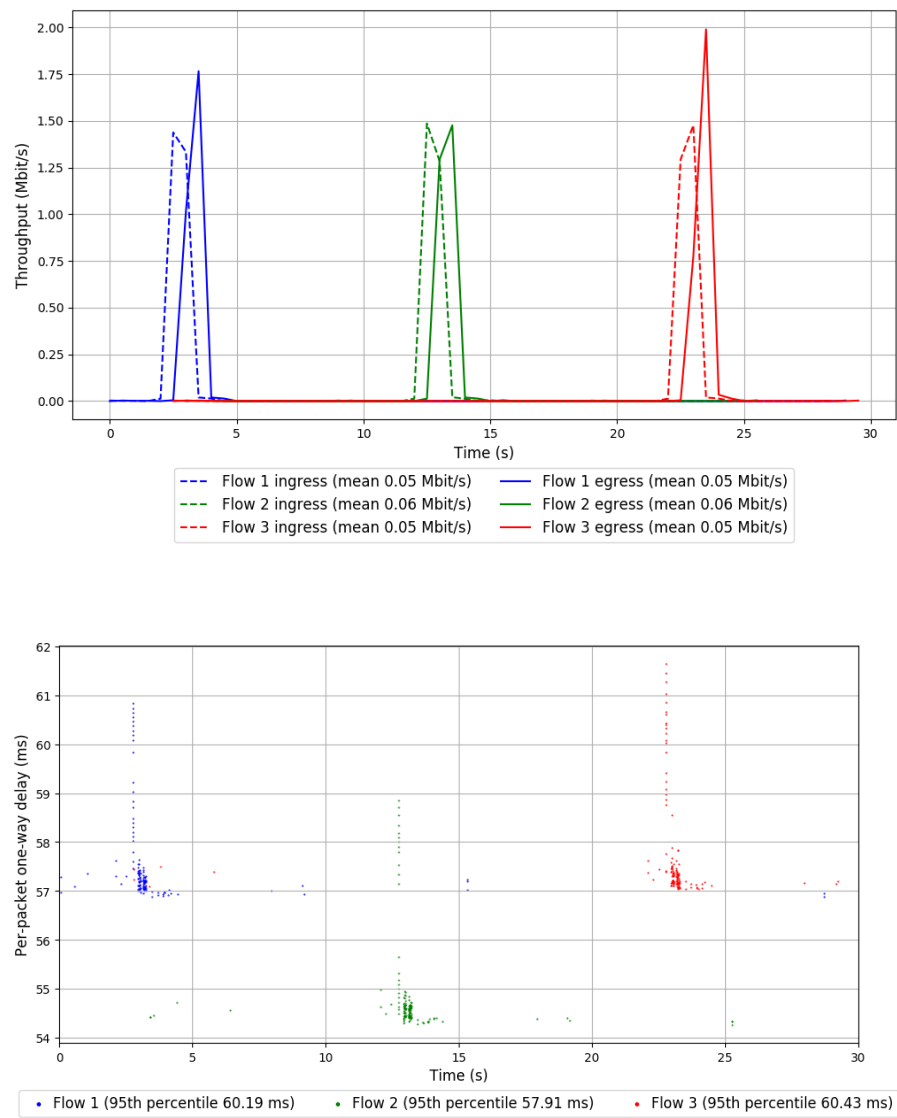 2.00
1.75
1.50
1.25
1.00
0.75
0.50
0.25
0.00
Throughput (Mbit/s)
0 5 10 15 20 25 30
Time (s)
Flow 1 ingress (mean 0.05 Mbit/s) Flow 1 egress (mean 0.05 Mbit/s)
Flow 2 ingress (mean 0.06 Mbit/s) Flow 2 egress (mean 0.06 Mbit/s)
Flow 3 ingress (mean 0.05 Mbit/s) Flow 3 egress (mean 0.05 Mbit/s)
62
61
60
59
58
57
56
55
54
Per-packet one-way delay (ms)
0 5 10 15 20 25 30
Time (s)
Flow 1 (95th percentile 60.19 ms) Flow 2 (95th percentile 57.91 ms) Flow 3 (95th percentile 60.43 ms)